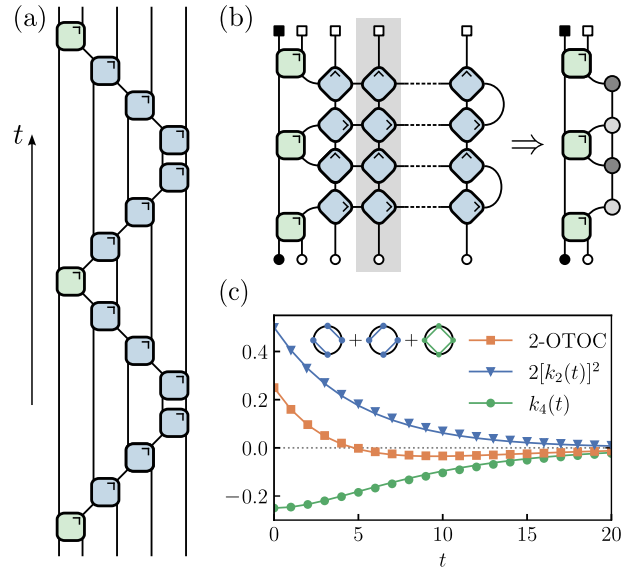 (a)
t
(b)
⇒
(c)
0.4
0.2
0.0
−0.2
2-OTOC
2[k₂(t)]²
k₄(t)
+ +
0 5 10 15 20
t